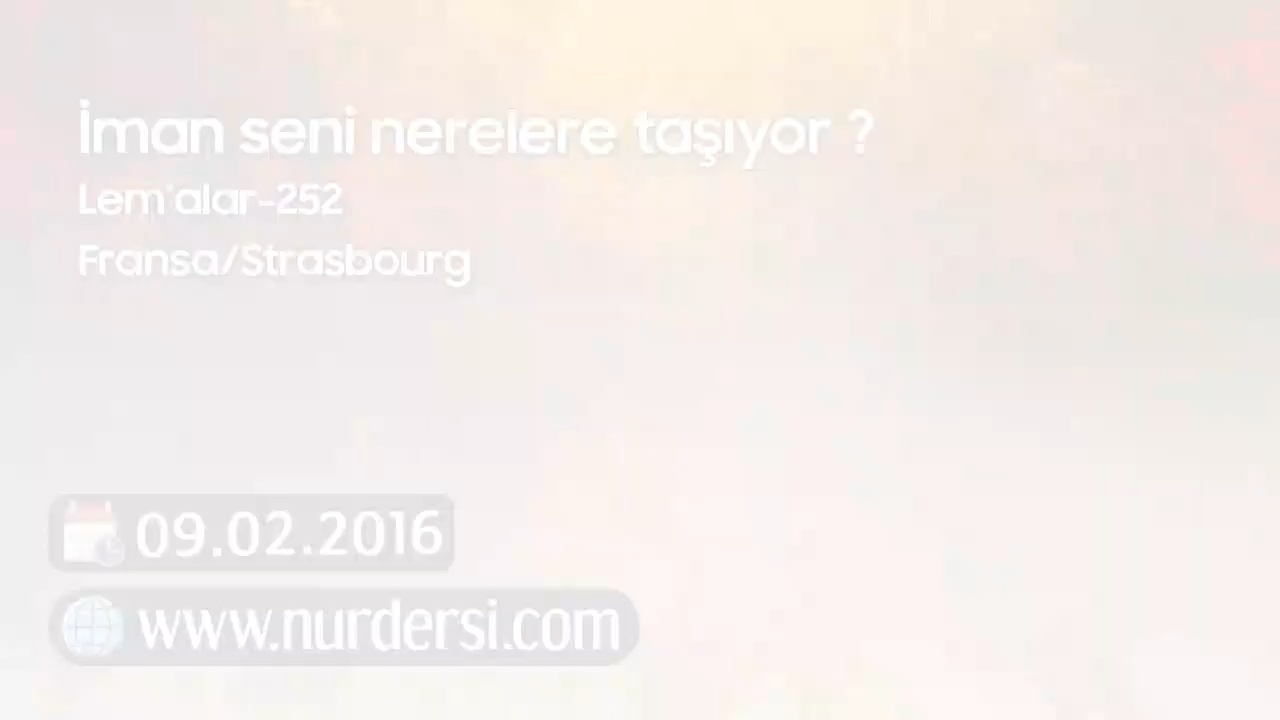 İman seni nerelere taşıyor ?
Lem'alar-252
Fransa/Strasbourg
09.02.2016
www.nurdersi.com